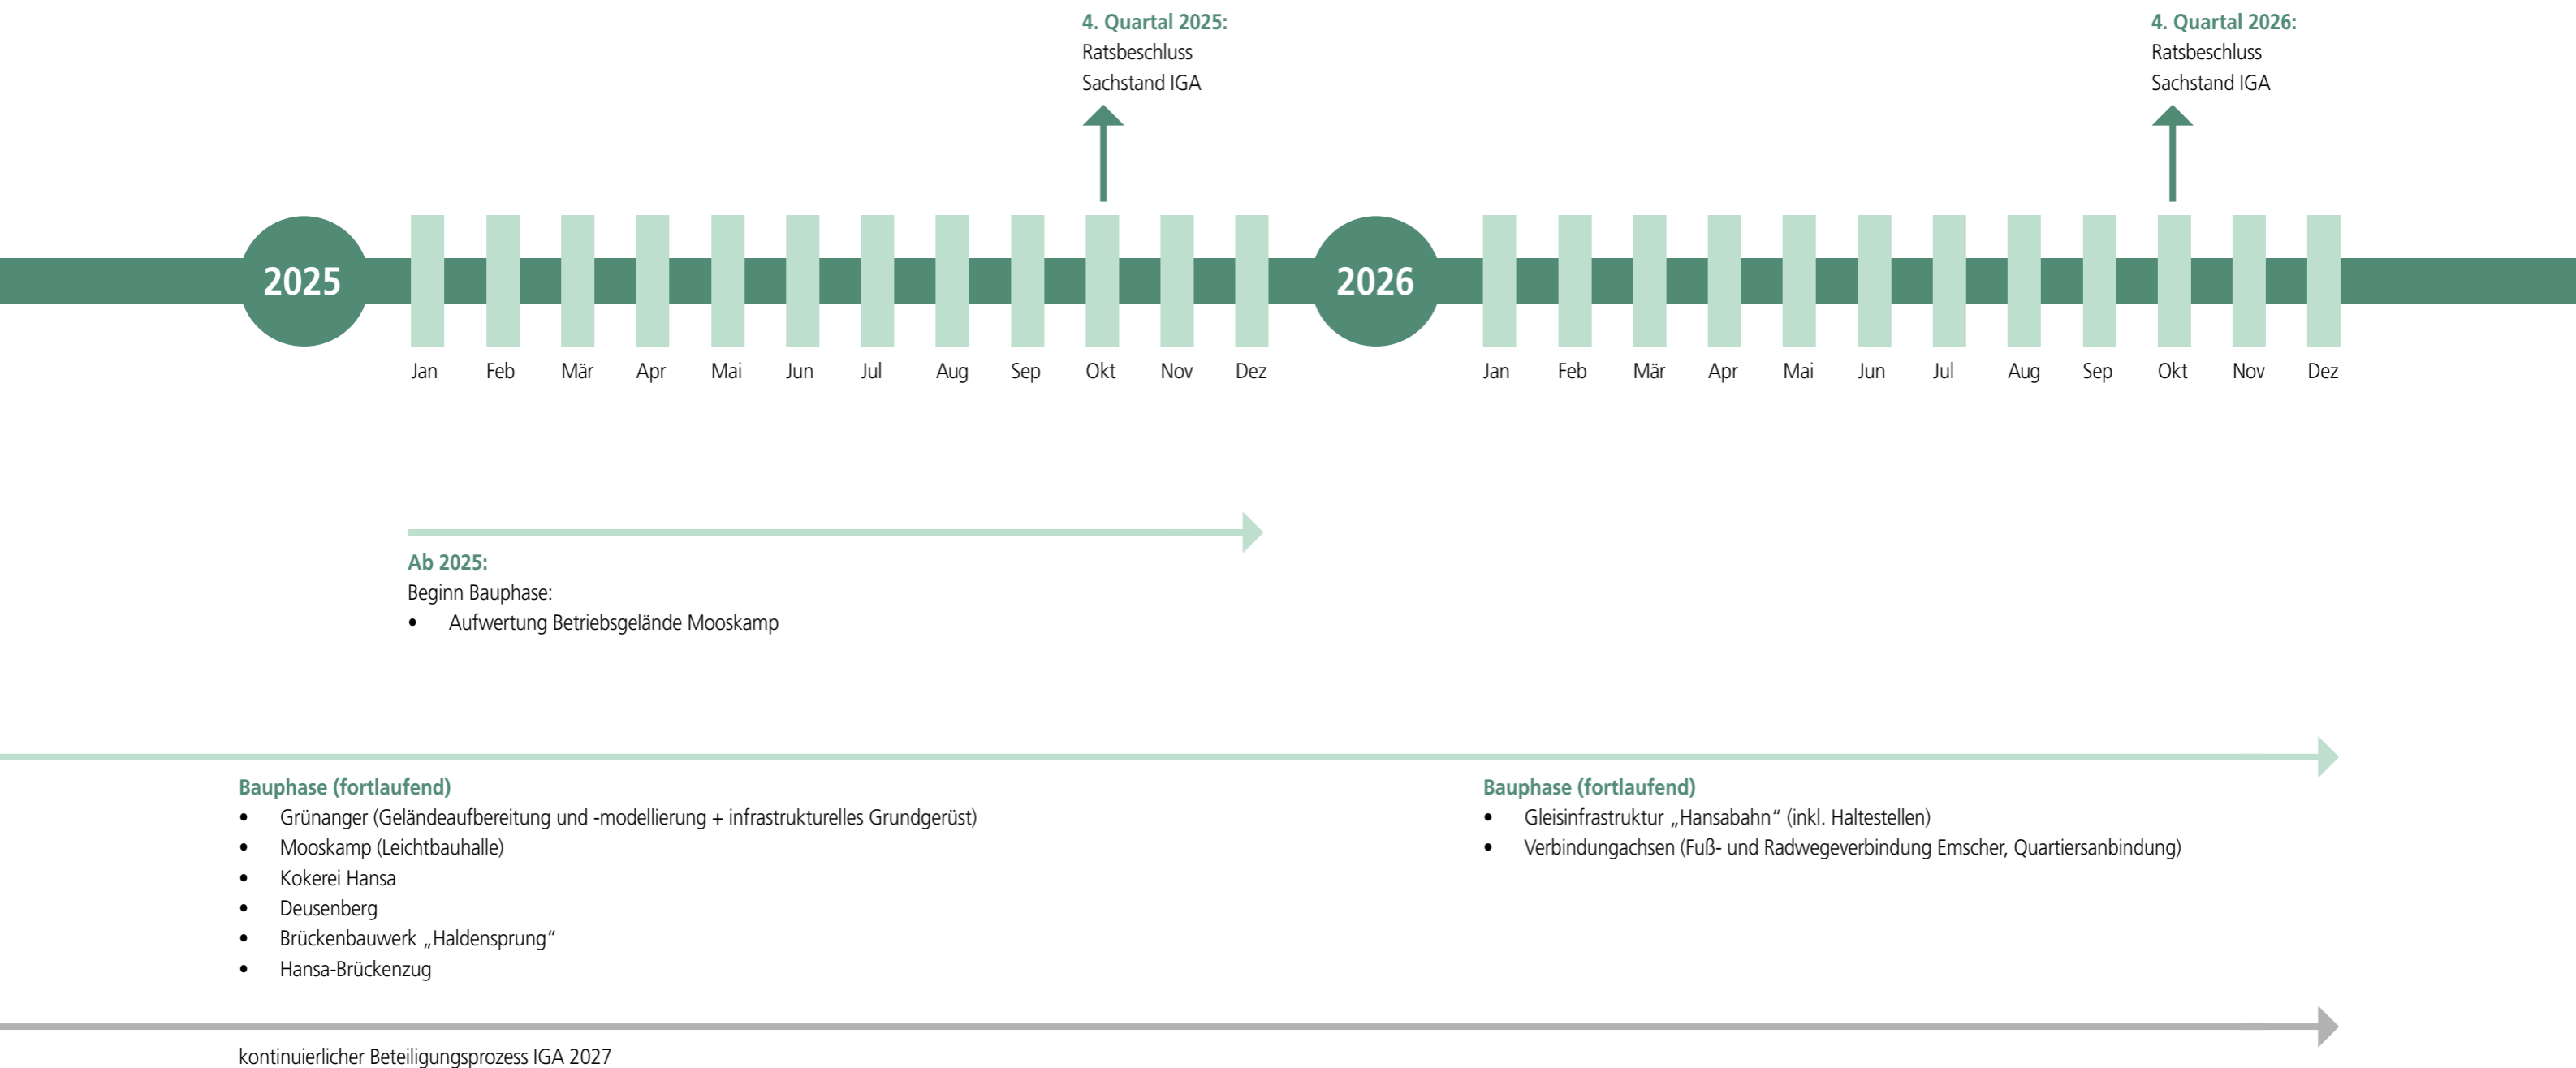 4. Quartal 2025:
Ratsbeschluss
Sachstand IGA
4. Quartal 2026:
Ratsbeschluss
Sachstand IGA
2025
2026
Jan Feb Mär Apr Mai Jun Jul Aug Sep Okt Nov Dez
Jan Feb Mär Apr Mai Jun Jul Aug Sep Okt Nov Dez
Ab 2025:
Beginn Bauphase:
• Aufwertung Betriebsgelände Mooskamp
Bauphase (fortlaufend)
• Grünanger (Geländeaufbereitung und -modellierung + infrastrukturelles Grundgerüst)
• Mooskamp (Leichtbauhalle)
• Kokerei Hansa
• Deusenberg
• Brückenbauwerk „Haldensprung“
• Hansa-Brückenzug
Bauphase (fortlaufend)
• Gleisinfrastruktur „Hansabahn“ (inkl. Haltestellen)
• Verbindungachsen (Fuß- und Radwegeverbindung Emscher, Quartiersanbindung)
kontinuierlicher Beteiligungsprozess IGA 2027